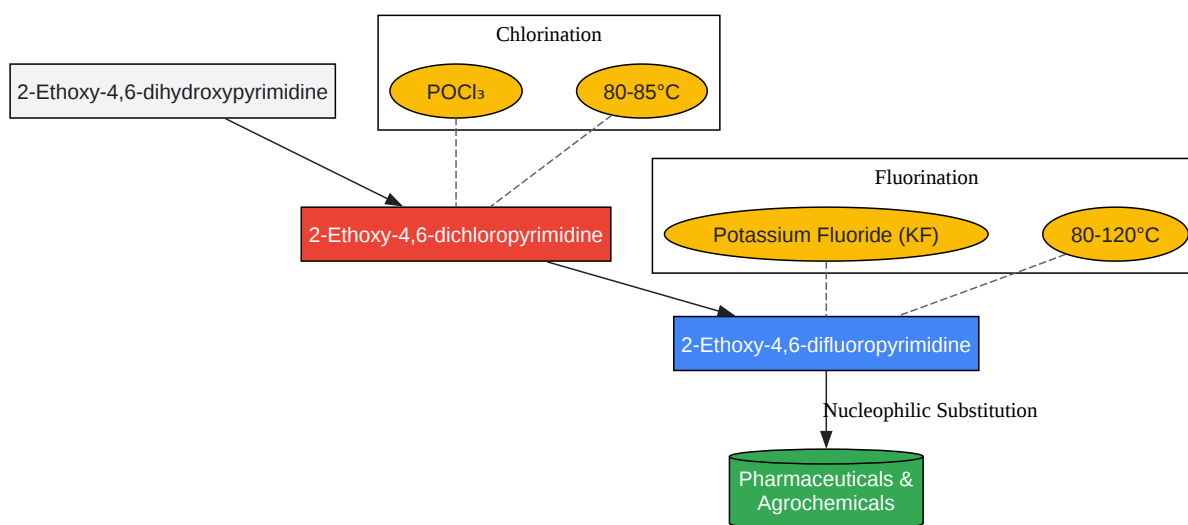 Chlorination
2-Ethoxy-4,6-dihydroxypyrimidine
POCl₃
80-85°C
Fluorination
2-Ethoxy-4,6-dichloropyrimidine
Potassium Fluoride (KF)
80-120°C
2-Ethoxy-4,6-difluoropyrimidine
Nucleophilic Substitution
Pharmaceuticals &
Agrochemicals